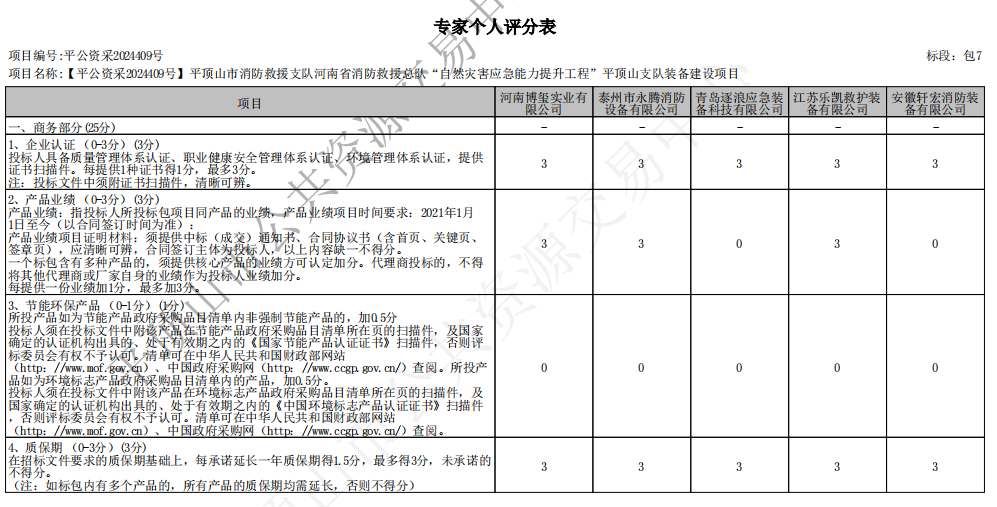 专家个人评分表
项目编号:平公资采2024409号 标段：包7
项目名称:【平公资采2024409号】平顶山市消防救援支队河南省消防救援总队“自然灾害应急能力提升工程”平顶山支队装备建设项目
项目 河南博玺实业有限公司 泰州市永腾消防设备有限公司 青岛逐浪应急装备科技有限公司 江苏乐凯救护装备有限公司 安徽轩宏消防装备有限公司
一、商务部分(25分) - - - - -
1、企业认证 （0-3分）(3分)
投标人具备质量管理体系认证、职业健康安全管理体系认证、环境管理体系认证，提供
证书扫描件。每提供1种证书得1分，最多3分。
注：投标文件中须附证书扫描件，清晰可辨。
3 3 3 3 3
2、产品业绩 （0-3分）(3分)
产品业绩：指投标人所投标包项目同产品的业绩，产品业绩项目时间要求：2021年1月
1日至今（以合同签订时间为准）；
产品业绩项目证明材料：须提供中标（成交）通知书、合同协议书（含首页、关键页、
签章页），应清晰可辨，合同签订主体为投标人，以上内容缺一不得分。
一个标包含有多种产品的，须提供核心产品的业绩方可认定加分。代理商投标的，不得
将其他代理商或厂家自身的业绩作为投标人业绩加分。
每提供一份业绩加1分，最多加3分。
3 3 0 3 0
3、节能环保产品 （0-1分）(1分)
所投产品如为节能产品政府采购品目清单内非强制节能产品的，加0.5分
投标人须在投标文件中附该产品在节能产品政府采购品目清单所在页的扫描件，及国家
确定的认证机构出具的、处于有效期之内的《国家节能产品认证证书》扫描件，否则评
标委员会有权不予认可。清单可在中华人民共和国财政部网站
（http：//www.mof.gov.cn）、中国政府采购网（http：//www.ccgp.gov.cn/）查阅。所投产
品如为环境标志产品政府采购品目清单内的产品，加0.5分。
投标人须在投标文件中附该产品在环境标志产品政府采购品目清单所在页的扫描件，及
国家确定的认证机构出具的、处于有效期之内的《中国环境标志产品认证证书》扫描件
，否则评标委员会有权不予认可。清单可在中华人民共和国财政部网站
（http：//www.mof.gov.cn）、中国政府采购网（http：//www.ccgp.gov.cn/）查阅。
0 0 0 0 0
4、质保期 （0-3分）(3分)
在招标文件要求的质保期基础上，每承诺延长一年质保期得1.5分，最多得3分，未承诺的
不得分。
（注：如标包内有多个产品的，所有产品的质保期均需延长，否则不得分）
3 3 3 3 3